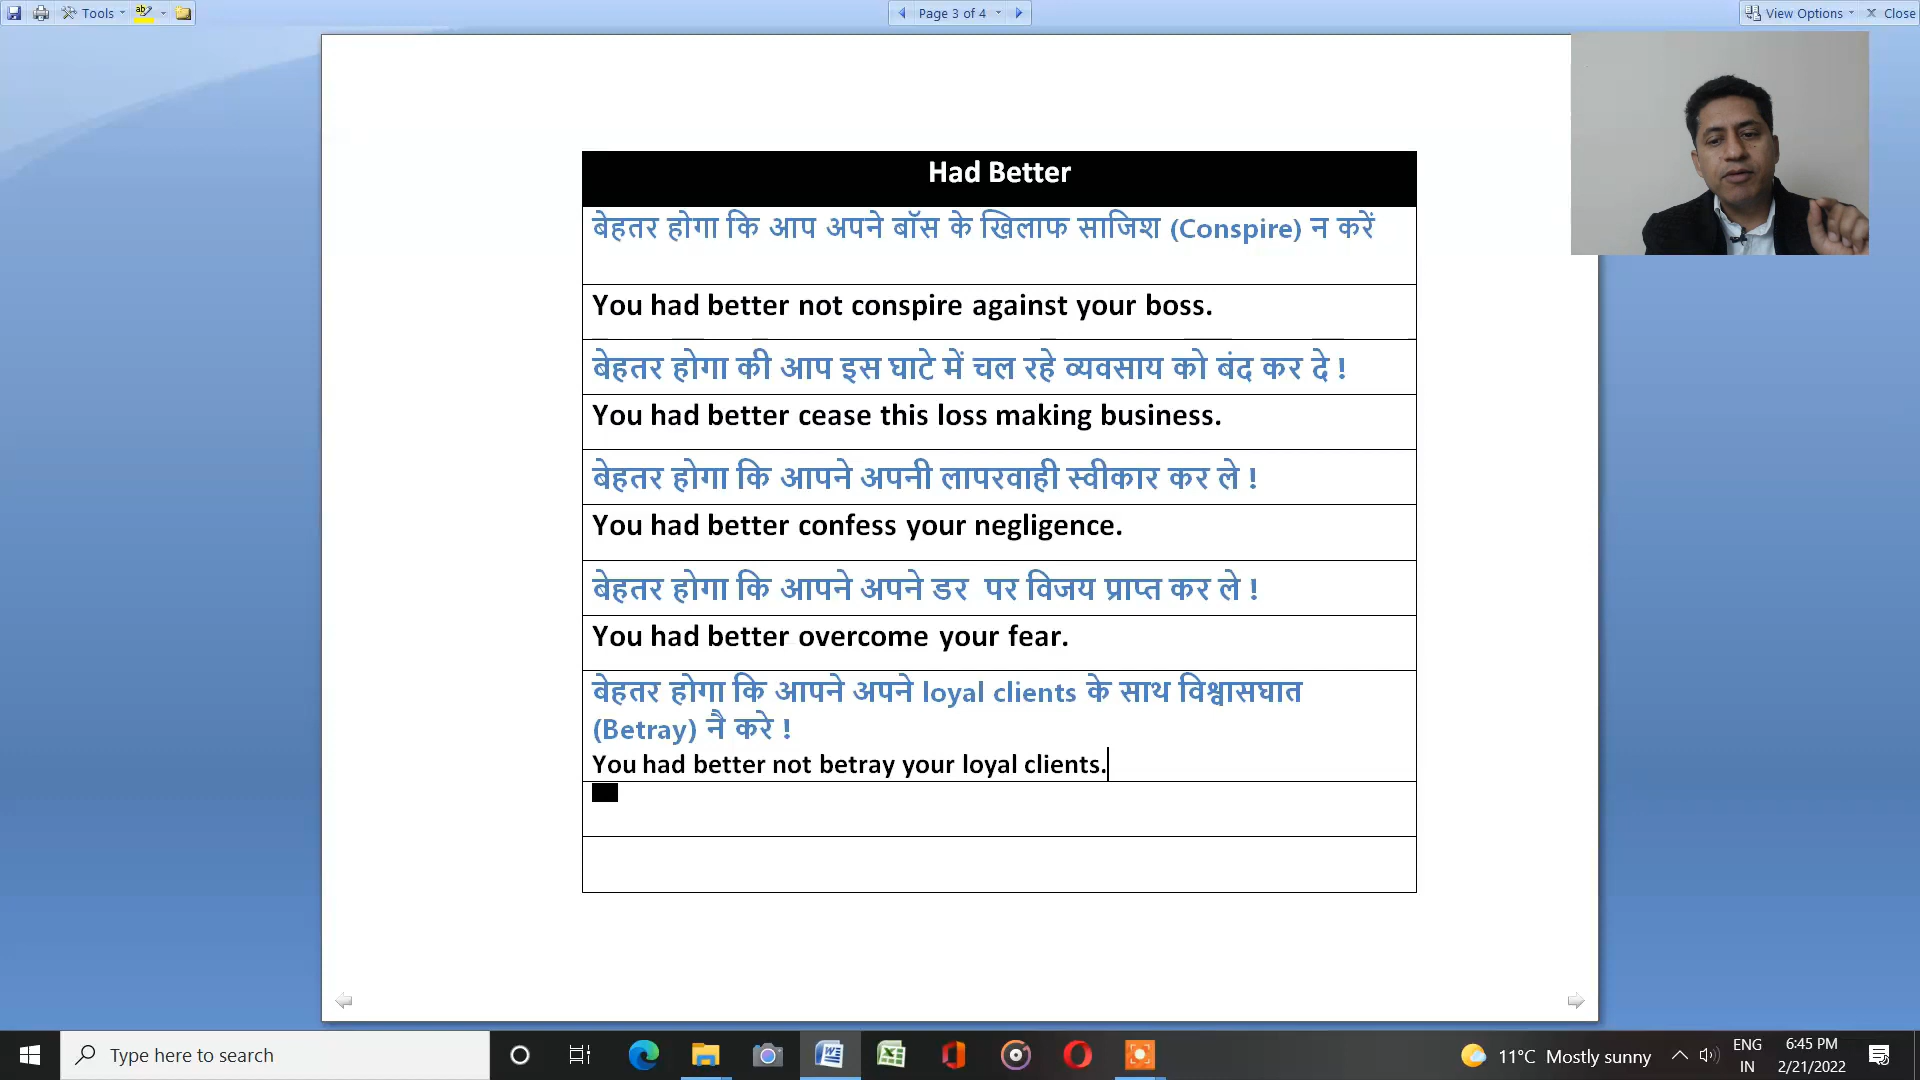 Tools
Page 3 of 4
View Options
Close
Had Better
बेहतर होगा कि आप अपने बॉस के खिलाफ साजिश (Conspire) न करें
You had better not conspire against your boss.
बेहतर होगा की आप इस घाटे में चल रहे व्यवसाय को बंद कर दे !
You had better cease this loss making business.
बेहतर होगा कि आपने अपनी लापरवाही स्वीकार कर ले !
You had better confess your negligence.
बेहतर होगा कि आपने अपने डर पर विजय प्राप्त कर ले !
You had better overcome your fear.
बेहतर होगा कि आपने अपने loyal clients के साथ विश्वासघात
(Betray) नै करे !
You had better not betray your loyal clients.
Type here to search
11°C Mostly sunny
ENG
IN
6:45 PM
2/21/2022